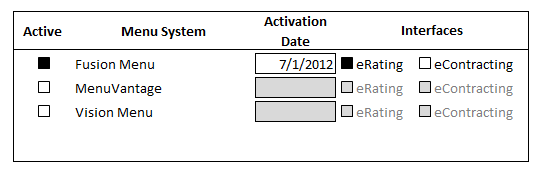 Active Menu System Activation Date Interfaces
Fusion Menu 7/1/2012 eRating eContracting
MenuVantage eRating eContracting
Vision Menu eRating eContracting